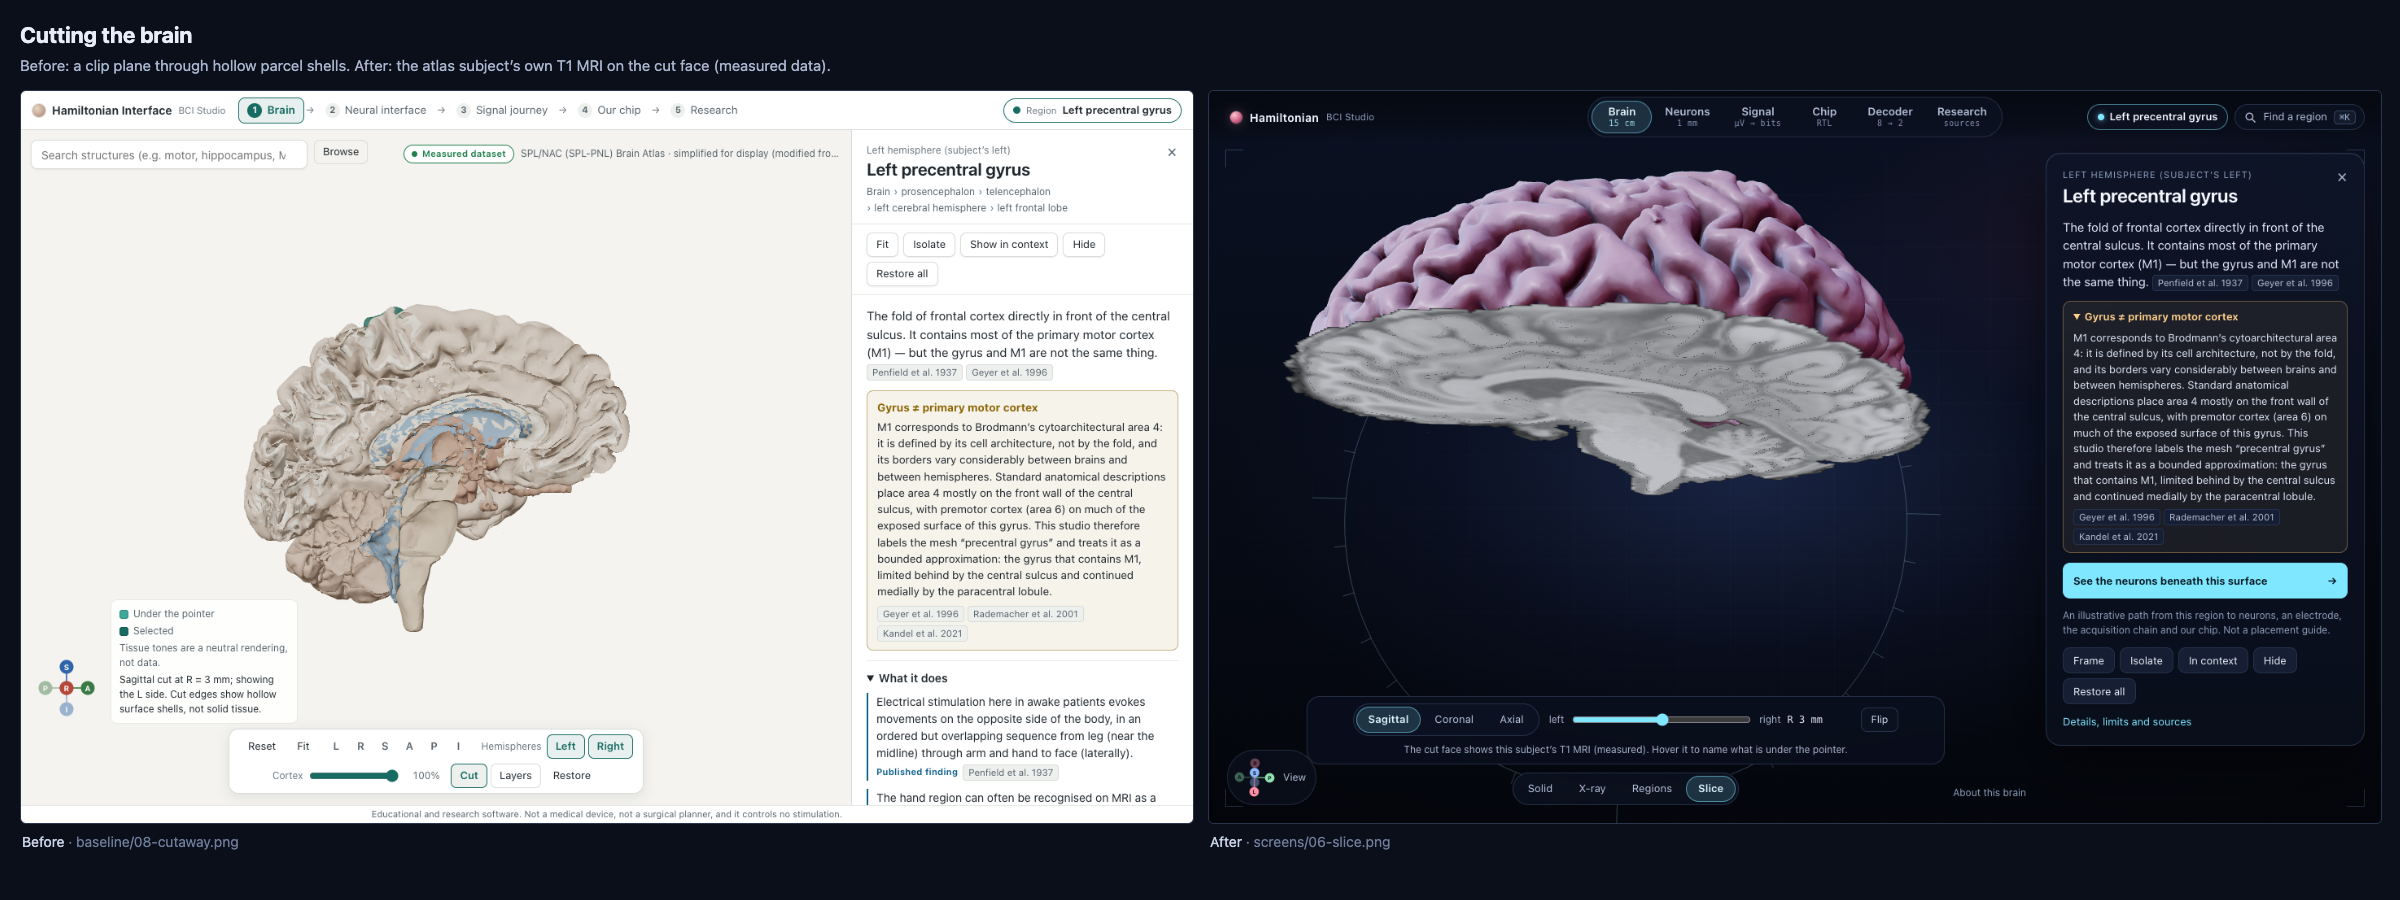 Cutting the brain
Before: a clip plane through hollow parcel shells. After: the atlas subject's own T1 MRI on the cut face (measured data).
Hamiltonian Interface BCI Studio 1 Brain → 2 Neural interface → 3 Signal journey → 4 Our chip → 5 Research
Region Left precentral gyrus
Search structures (e.g. motor, hippocampus, M
Browse
Measured dataset SPL/NAC (SPL-PNL) Brain Atlas · simplified for display (modified fro...
Left hemisphere (subject's left) ×
Left precentral gyrus
Brain › prosencephalon › telencephalon
› left cerebral hemisphere › left frontal lobe
Fit Isolate Show in context Hide
Restore all
The fold of frontal cortex directly in front of the central
sulcus. It contains most of the primary motor cortex
(M1) — but the gyrus and M1 are not the same thing.
Penfield et al. 1937 Geyer et al. 1996
Gyrus ≠ primary motor cortex
M1 corresponds to Brodmann's cytoarchitectural area 4:
it is defined by its cell architecture, not by the fold, and
its borders vary considerably between brains and
between hemispheres. Standard anatomical descriptions
place area 4 mostly on the front wall of the central
sulcus, with premotor cortex (area 6) on much of the
exposed surface of this gyrus. This studio therefore
labels the mesh “precentral gyrus” and treats it as a
bounded approximation: the gyrus that contains M1,
limited behind by the central sulcus and continued
medially by the paracentral lobule.
Geyer et al. 1996 Rademacher et al. 2001
Kandel et al. 2021
▼ What it does
Electrical stimulation here in awake patients evokes
movements on the opposite side of the body, in an
ordered but overlapping sequence from leg (near the
midline) through arm and hand to face (laterally).
Published finding Penfield et al. 1937
The hand region can often be recognised on MRI as a
Under the pointer
Selected
Tissue tones are a neutral rendering,
not data.
Sagittal cut at R = 3 mm; showing
the L side. Cut edges show hollow
surface shells, not solid tissue.
S
P R A
I
Reset Fit L R S A P I Hemispheres Left Right
Cortex 100% Cut Layers Restore
Educational and research software. Not a medical device, not a surgical planner, and it controls no stimulation.
Before · baseline/08-cutaway.png
Hamiltonian BCI Studio
Brain Neurons Signal Chip Decoder Research
15 cm 1 mm µV → bits RTL 8 → 2 sources
Left precentral gyrus
Find a region ⌘K
LEFT HEMISPHERE (SUBJECT'S LEFT) ×
Left precentral gyrus
The fold of frontal cortex directly in front of the
central sulcus. It contains most of the primary
motor cortex (M1) — but the gyrus and M1 are not
the same thing. Penfield et al. 1937 Geyer et al. 1996
▼ Gyrus ≠ primary motor cortex
M1 corresponds to Brodmann's cytoarchitectural area
4: it is defined by its cell architecture, not by the fold,
and its borders vary considerably between brains and
between hemispheres. Standard anatomical
descriptions place area 4 mostly on the front wall of
the central sulcus, with premotor cortex (area 6) on
much of the exposed surface of this gyrus. This
studio therefore labels the mesh “precentral gyrus”
and treats it as a bounded approximation: the gyrus
that contains M1, limited behind by the central sulcus
and continued medially by the paracentral lobule.
Geyer et al. 1996 Rademacher et al. 2001
Kandel et al. 2021
See the neurons beneath this surface →
An illustrative path from this region to neurons, an electrode,
the acquisition chain and our chip. Not a placement guide.
Frame Isolate In context Hide
Restore all
Details, limits and sources
Sagittal Coronal Axial left right R 3 mm Flip
The cut face shows this subject's T1 MRI (measured). Hover it to name what is under the pointer.
View
Solid X-ray Regions Slice
About this brain
After · screens/06-slice.png